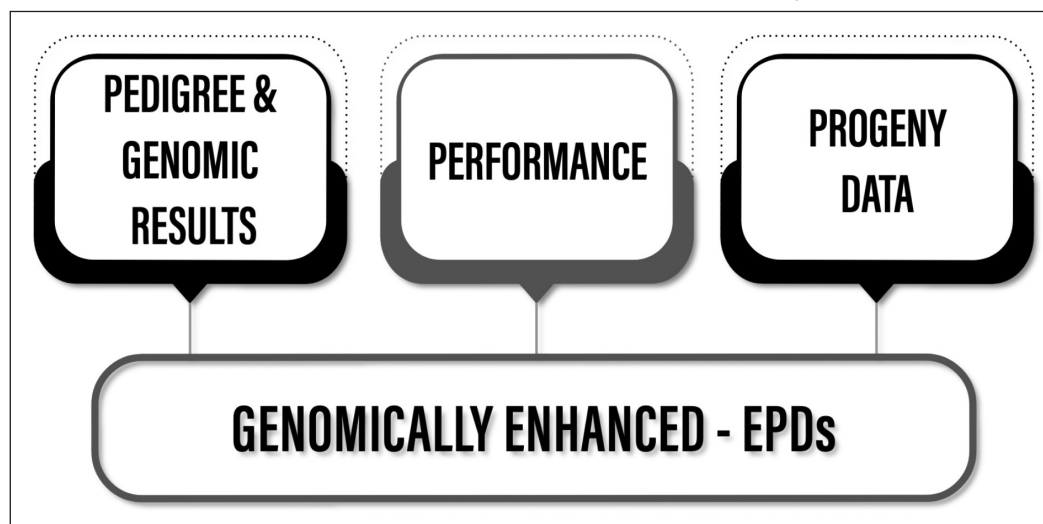 PEDIGREE &
GENOMIC
RESULTS
PERFORMANCE
PROGENY
DATA
GENOMICALLY ENHANCED - EPDs